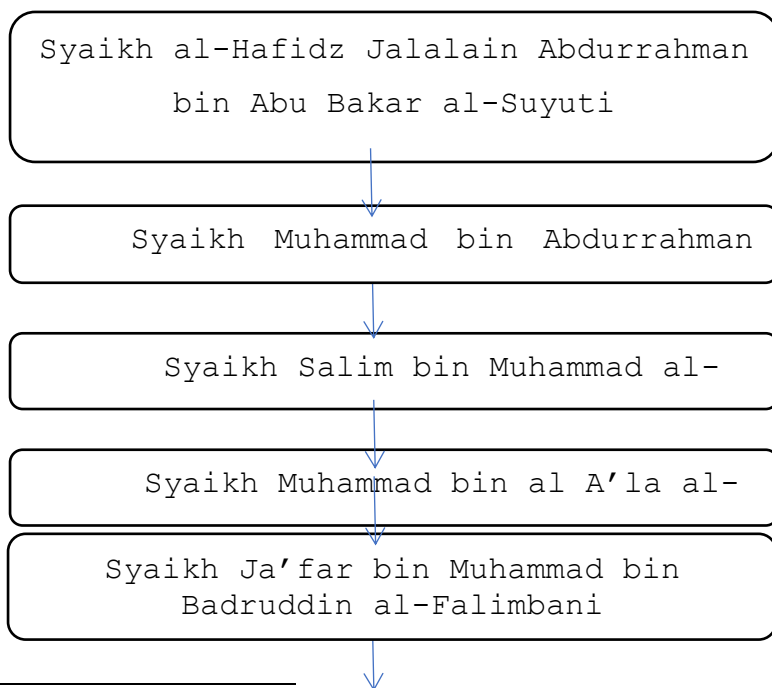 Syaikh al-Hafidz Jalalain Abdurrahman
bin Abu Bakar al-Suyuti
Syaikh Muhammad bin Abdurrahman
Syaikh Salim bin Muhammad al-
Syaikh Muhammad bin al A’la al-
Syaikh Ja’far bin Muhammad bin
Badruddin al-Falimbani